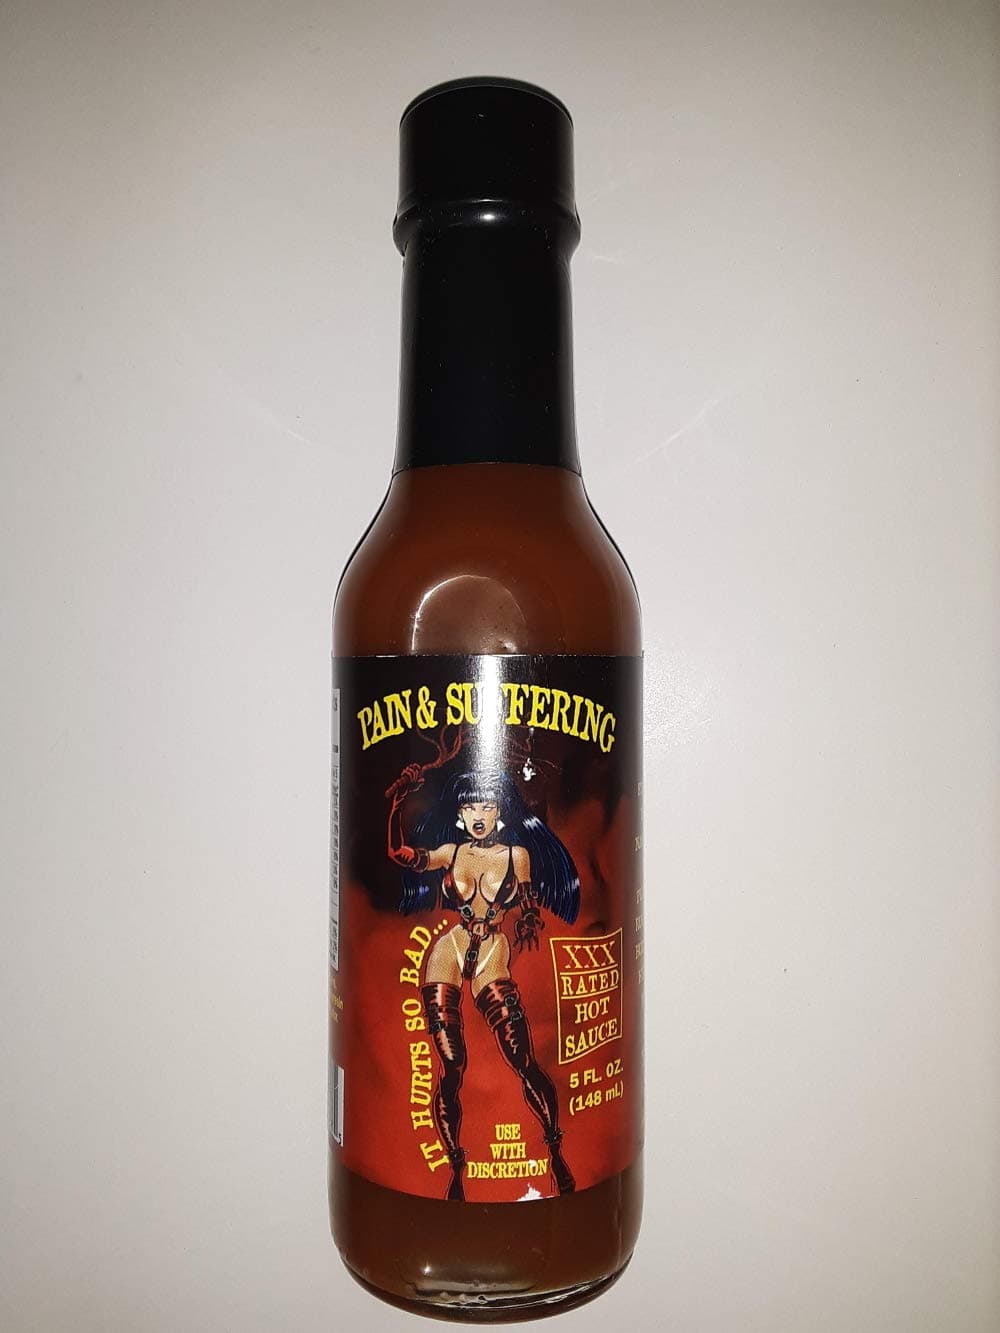 PAIN & SUFFERING
IT HURTS SO BAD...
XXX
RATED
HOT
SAUCE
5 FL. OZ.
(148 mL)
USE
WITH
DISCRETION